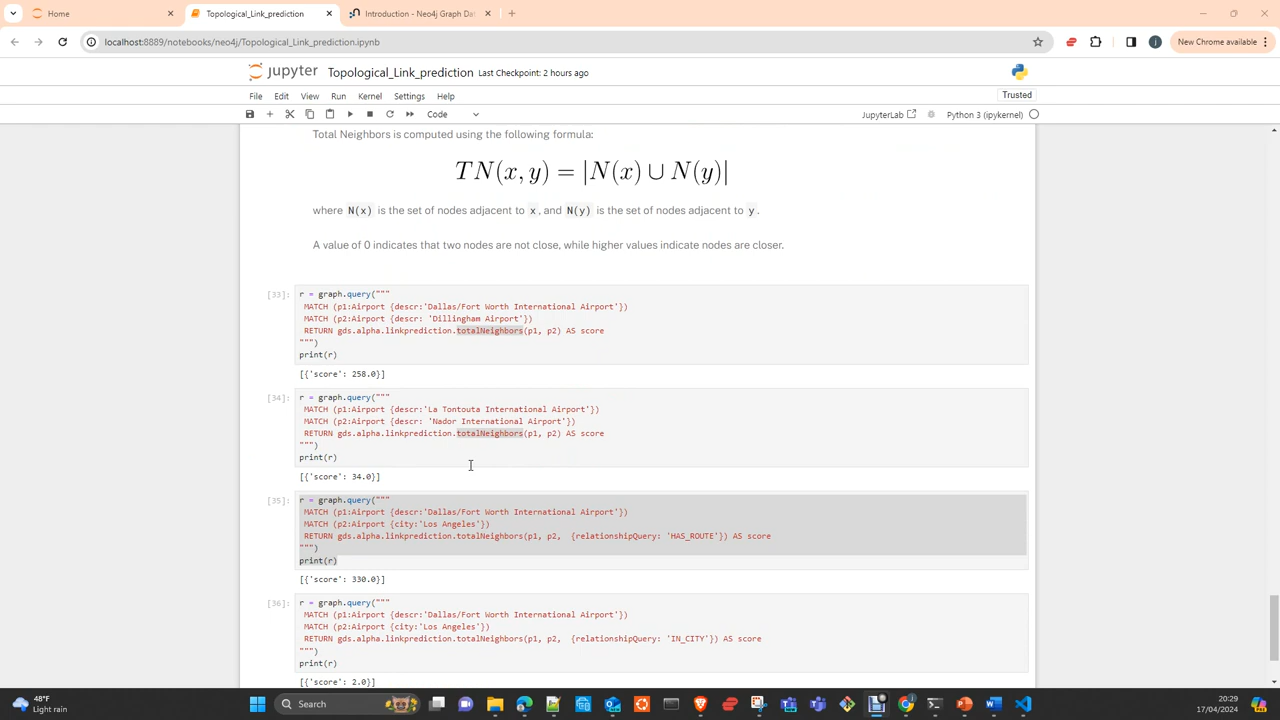 Home
Topological_Link_prediction
Introduction - Neo4j Graph Da
localhost:8889/notebooks/neo4j/Topological_Link_prediction.ipynb
New Chrome available
jupyter Topological_Link_prediction Last Checkpoint: 2 hours ago
File Edit View Run Kernel Settings Help
Trusted
Code
JupyterLab
Python 3 (ipykernel)
Total Neighbors is computed using the following formula:
TN(x, y) = |N(x) ∪ N(y)|
where N(x) is the set of nodes adjacent to x, and N(y) is the set of nodes adjacent to y.
A value of 0 indicates that two nodes are not close, while higher values indicate nodes are closer.
[33]: r = graph.query("""
MATCH (p1:Airport {descr:'Dallas/Fort Worth International Airport'})
MATCH (p2:Airport {descr: 'Dillingham Airport'})
RETURN gds.alpha.linkprediction.totalNeighbors(p1, p2) AS score
""")
print(r)
[{'score': 258.0}]
[34]: r = graph.query("""
MATCH (p1:Airport {descr:'La Tontouta International Airport'})
MATCH (p2:Airport {descr: 'Nador International Airport'})
RETURN gds.alpha.linkprediction.totalNeighbors(p1, p2) AS score
""")
print(r)
[{'score': 34.0}]
[35]: r = graph.query("""
MATCH (p1:Airport {descr:'Dallas/Fort Worth International Airport'})
MATCH (p2:Airport {city:'Los Angeles'})
RETURN gds.alpha.linkprediction.totalNeighbors(p1, p2, {relationshipQuery: 'HAS_ROUTE'}) AS score
""")
print(r)
[{'score': 330.0}]
[36]: r = graph.query("""
MATCH (p1:Airport {descr:'Dallas/Fort Worth International Airport'})
MATCH (p2:Airport {city:'Los Angeles'})
RETURN gds.alpha.linkprediction.totalNeighbors(p1, p2, {relationshipQuery: 'IN_CITY'}) AS score
""")
print(r)
[{'score': 2.0}]
48°F
Light rain
Search
20:29
17/04/2024